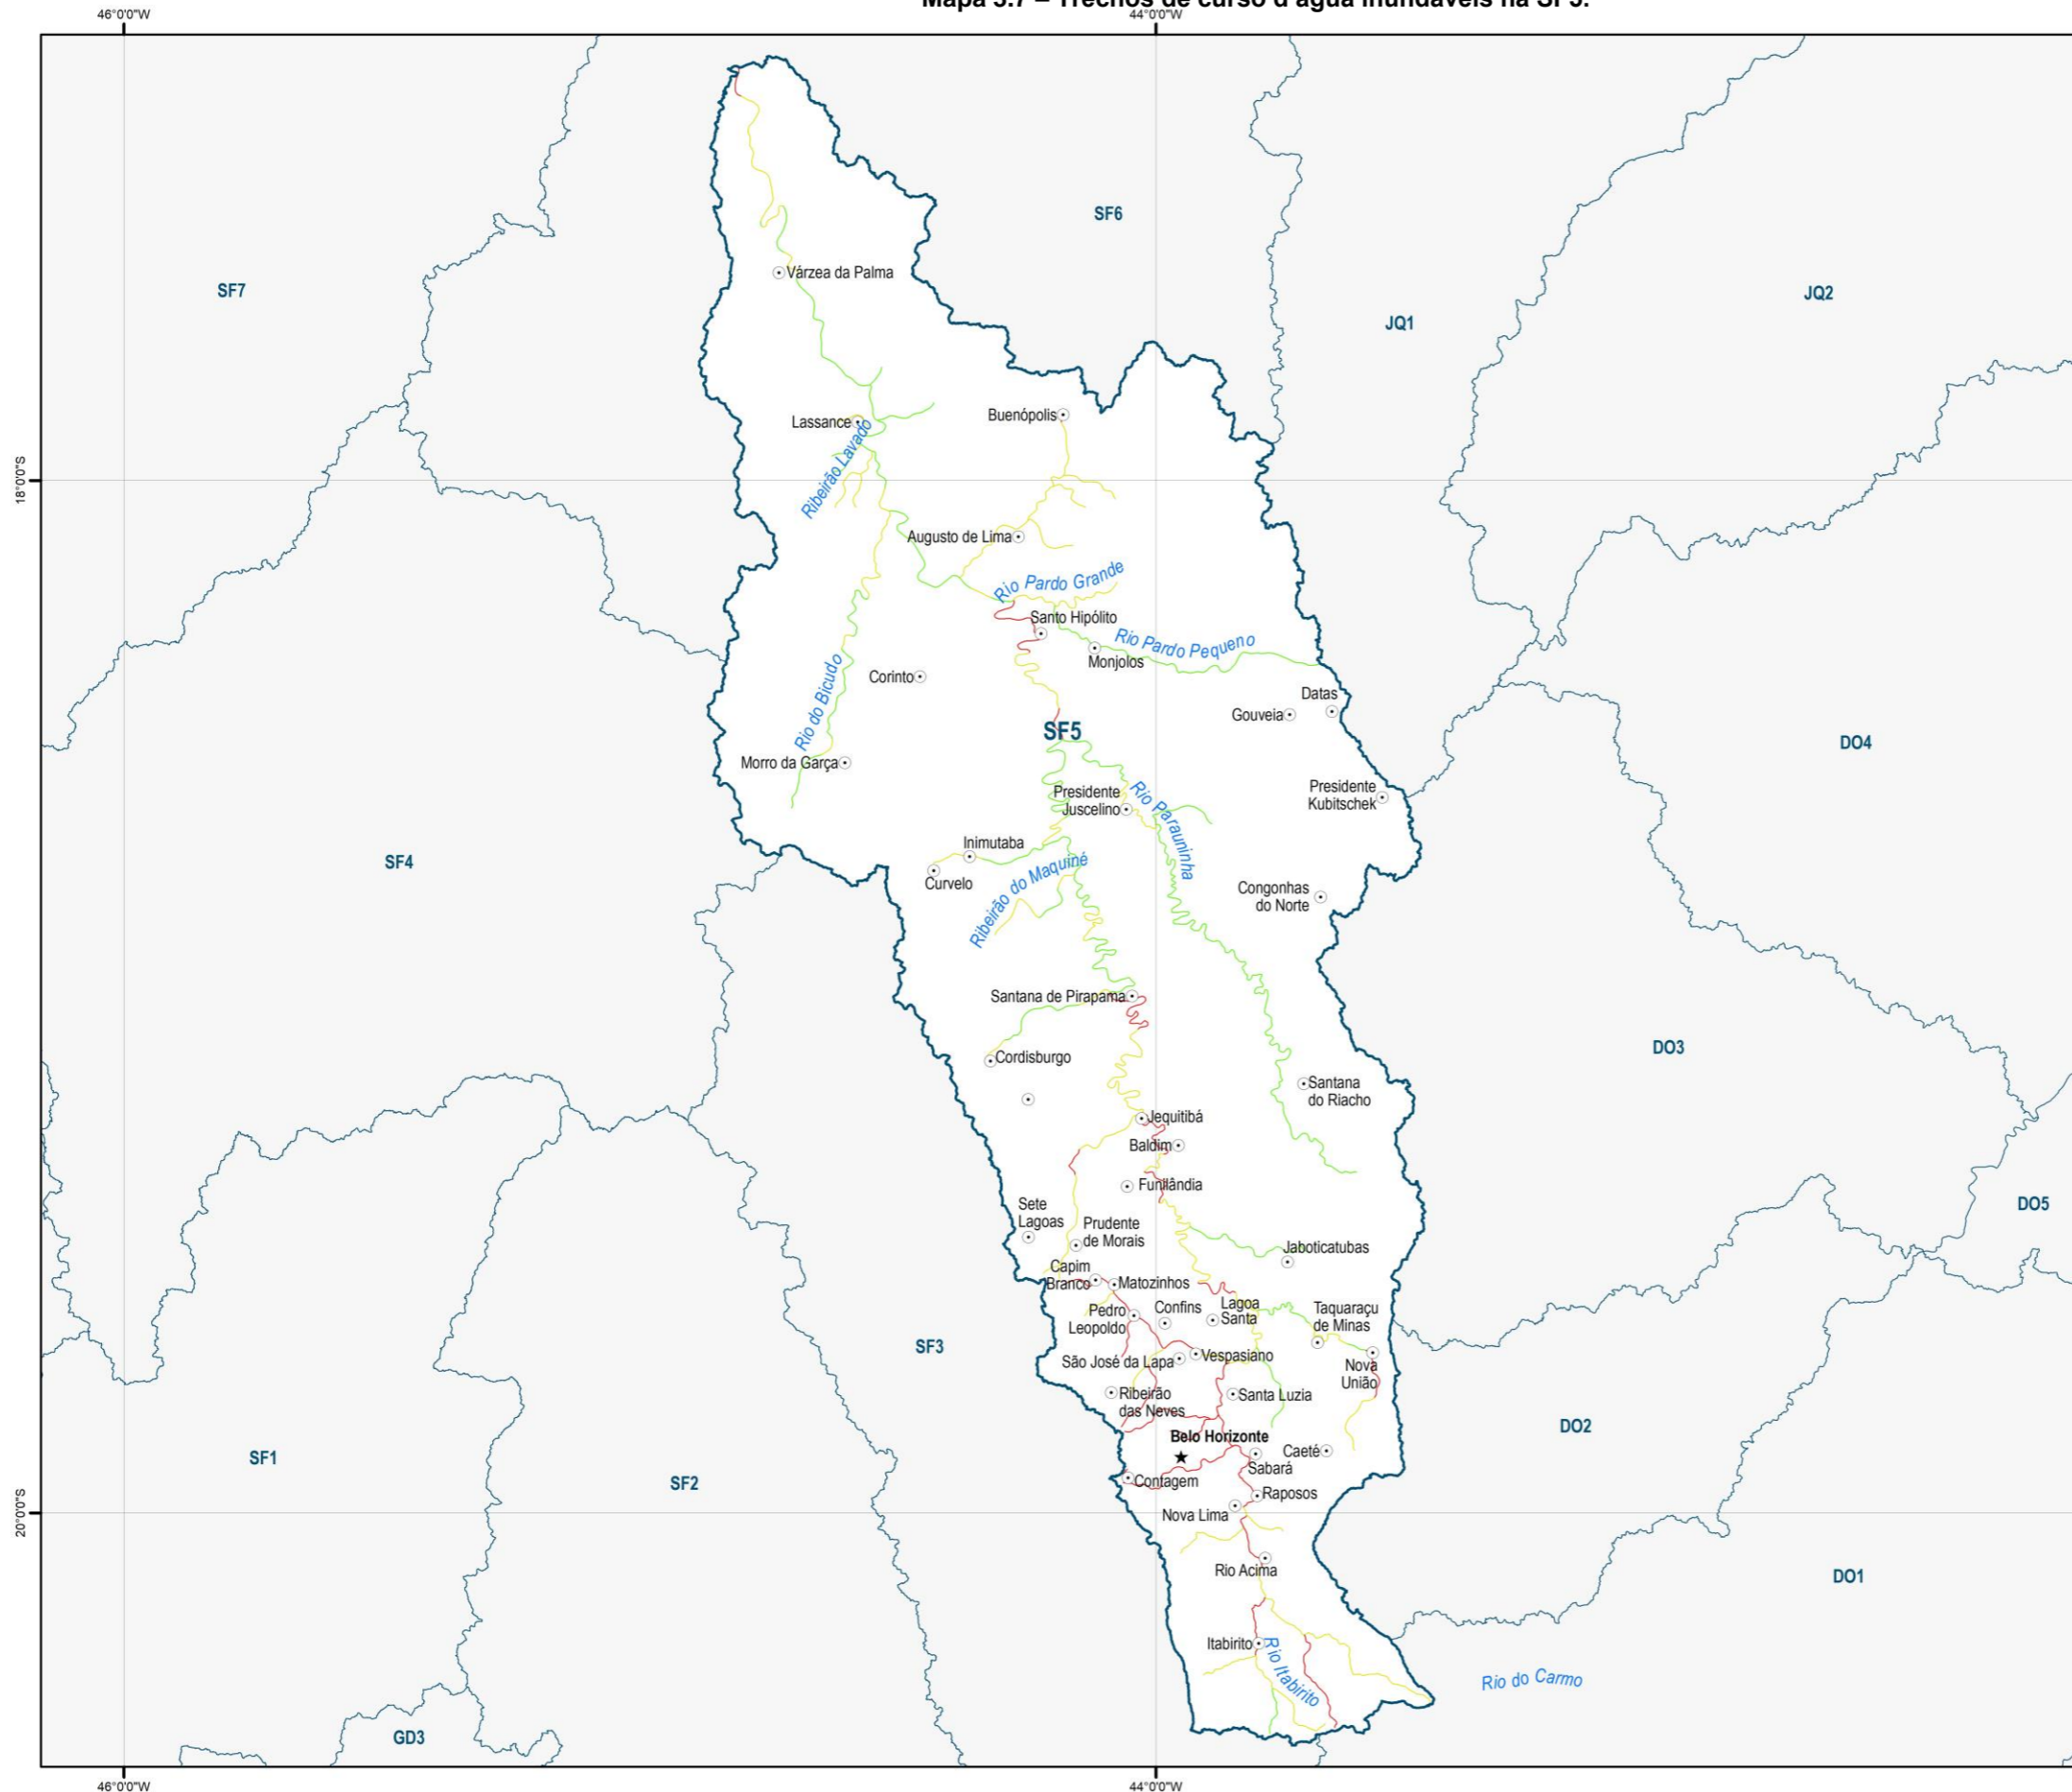 Mapa 3.7 – Trechos de curso d'água inundáveis na SF5.
46°0'0"W
44°0'0"W
SF6
SF7
JQ2
JQ1
Várzea da Palma
Lassance
Buenópolis
Ribeirão Lavado
18°0'0"S
Augusto de Lima
Rio Pardo Grande
Santo Hipólito
Rio Pardo Pequeno
Monjolos
Corinto
Rio do Bicudo
Datas
Gouveia
SF5
DO4
Morro da Garça
Presidente
Juscelino
Rio Parauninha
Presidente
Kubitschek
Inimutaba
SF4
Curvelo
Ribeirão do Maquiné
Congonhas
do Norte
Santana de Pirapama
Cordisburgo
DO3
Santana
do Riacho
Jequitibá
Baldim
Funilândia
Sete
Lagoas
DO5
Prudente
de Morais
Jaboticatubas
Capim
Branco
Matozinhos
Pedro
Leopoldo
Confins
Lagoa
Santa
Taquaraçu
de Minas
SF3
São José da Lapa
Vespasiano
Nova
União
Ribeirão
das Neves
Santa Luzia
DO2
Belo Horizonte
Caeté
SF1
Sabará
SF2
Contagem
Raposos
Nova Lima
20°0'0"S
Rio Acima
DO1
Itabirito
Rio Itabirito
Rio do Carmo
GD3
46°0'0"W
44°0'0"W